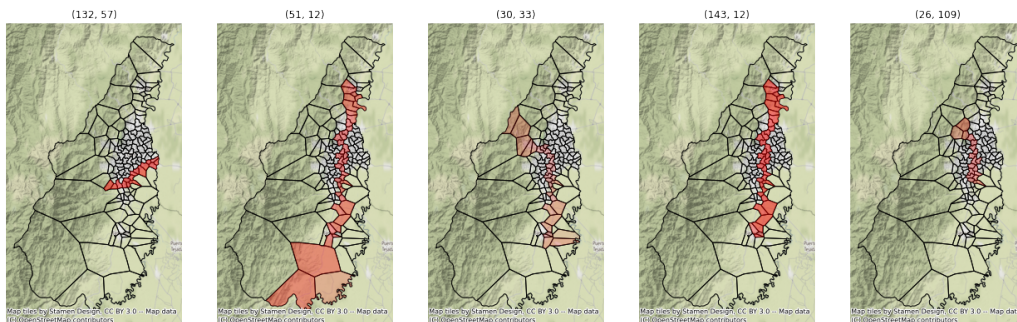 (132, 57)
(51, 12)
(30, 33)
(143, 12)
(26, 109)
Map tiles by Stamen Design, CC BY 3.0 -- Map data
(C) OpenStreetMap contributors
Map tiles by Stamen Design, CC BY 3.0 -- Map data
(C) OpenStreetMap contributors
Map tiles by Stamen Design, CC BY 3.0 -- Map data
(C) OpenStreetMap contributors
Map tiles by Stamen Design, CC BY 3.0 -- Map data
(C) OpenStreetMap contributors
Map tiles by Stamen Design, CC BY 3.0 -- Map data
(C) OpenStreetMap contributors